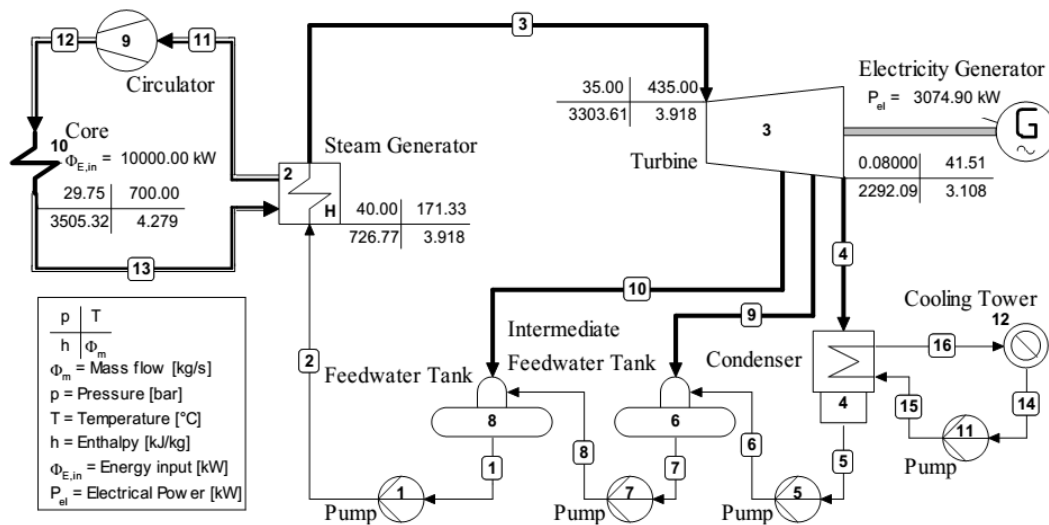 12
9
11
Circulator
3
10
Core
Φ_E,in = 10000.00 kW
29.75 700.00
3505.32 4.279
13
Steam Generator
2
H
40.00 171.33
726.77 3.918
35.00 435.00
3303.61 3.918
3
Turbine
Electricity Generator
P_el = 3074.90 kW
G
~
0.08000 41.51
2292.09 3.108
4
10
9
2
Intermediate
Feedwater Tank
Feedwater Tank
Condenser
Cooling Tower
12
16
8
6
4
15
14
11
Pump
1
8
7
6
5
Pump
1
Pump
7
Pump
5
p T
h Φ_m
Φ_m = Mass flow [kg/s]
p = Pressure [bar]
T = Temperature [°C]
h = Enthalpy [kJ/kg]
Φ_E,in = Energy input [kW]
P_el = Electrical Power [kW]